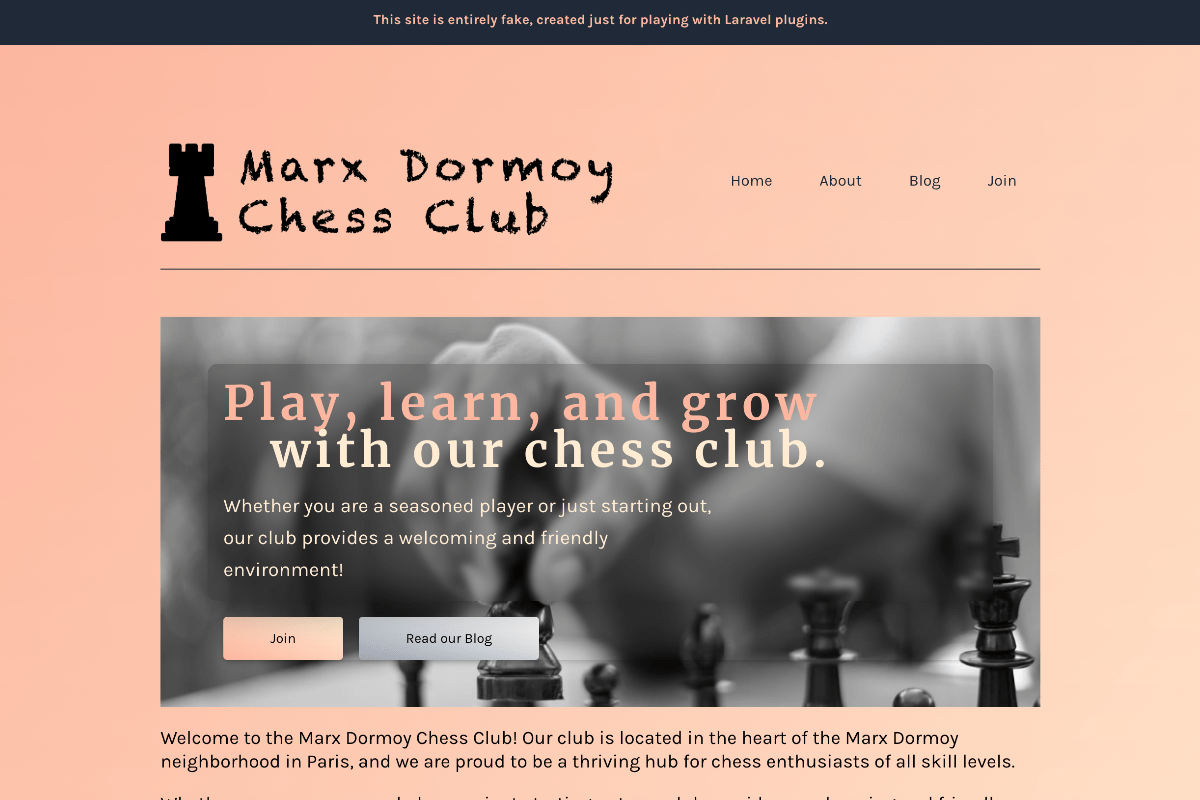 This site is entirely fake, created just for playing with Laravel plugins.
Marx Dormoy
Chess Club
Home
About
Blog
Join
Play, learn, and grow
with our chess club.
Whether you are a seasoned player or just starting out,
our club provides a welcoming and friendly
environment!
Join
Read our Blog
Welcome to the Marx Dormoy Chess Club! Our club is located in the heart of the Marx Dormoy
neighborhood in Paris, and we are proud to be a thriving hub for chess enthusiasts of all skill levels.